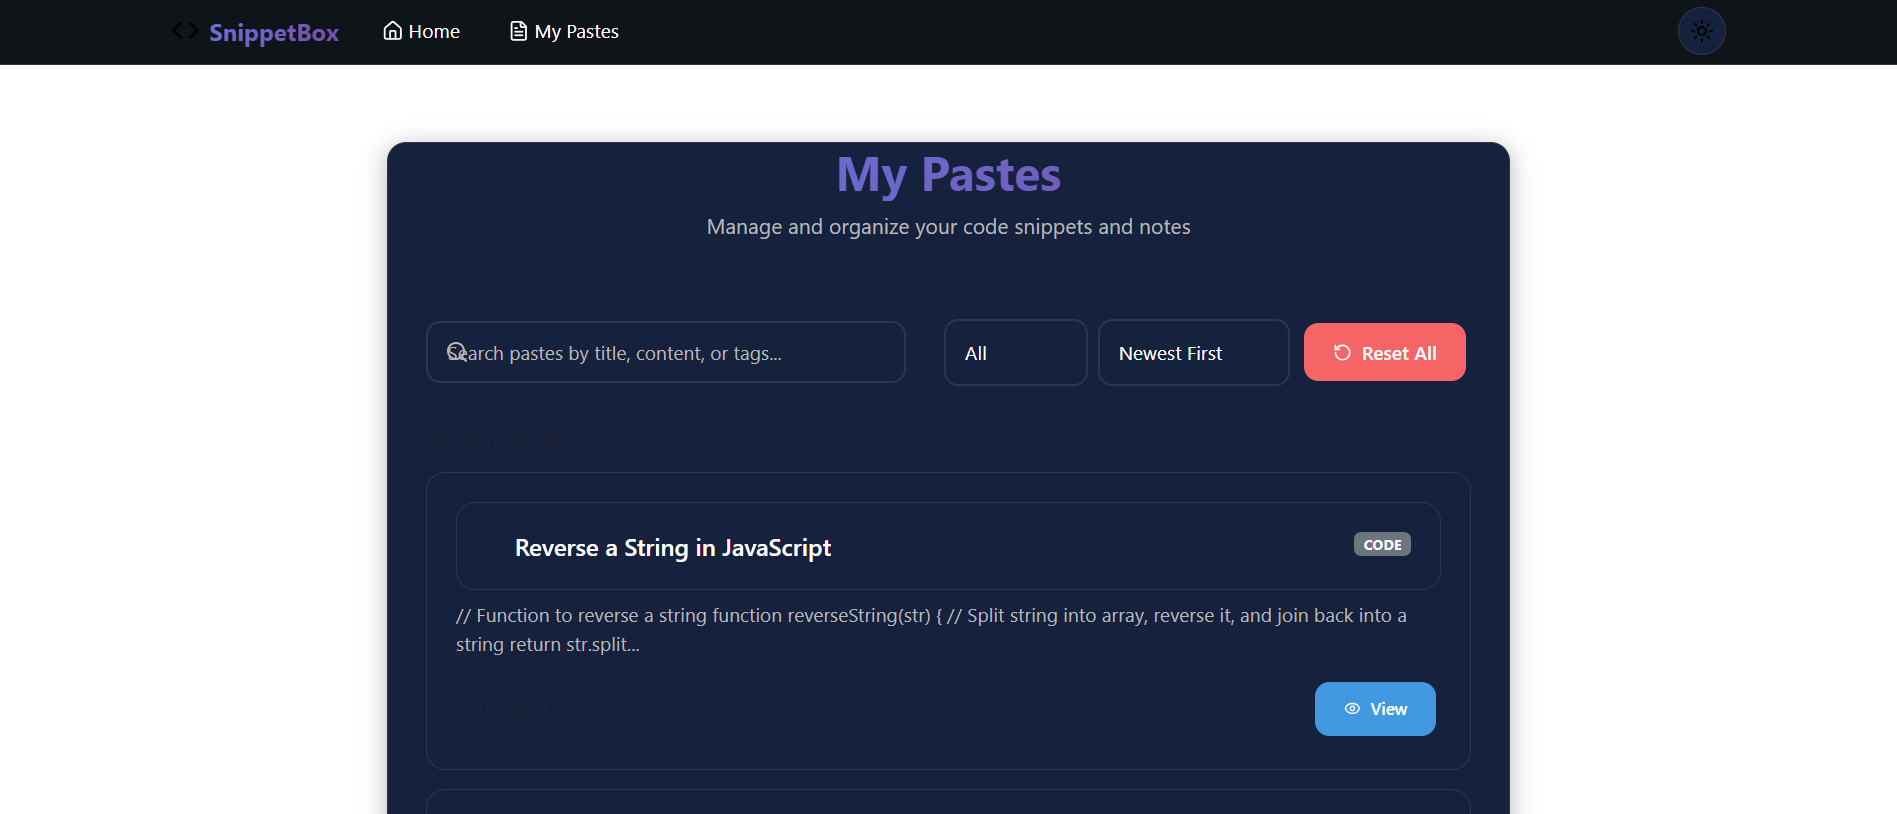 SnippetBox
Home
My Pastes
My Pastes
Manage and organize your code snippets and notes
Search pastes by title, content, or tags...
All
Newest First
Reset All
Reverse a String in JavaScript
CODE
// Function to reverse a string function reverseString(str) { // Split string into array, reverse it, and join back into a
string return str.split...
View